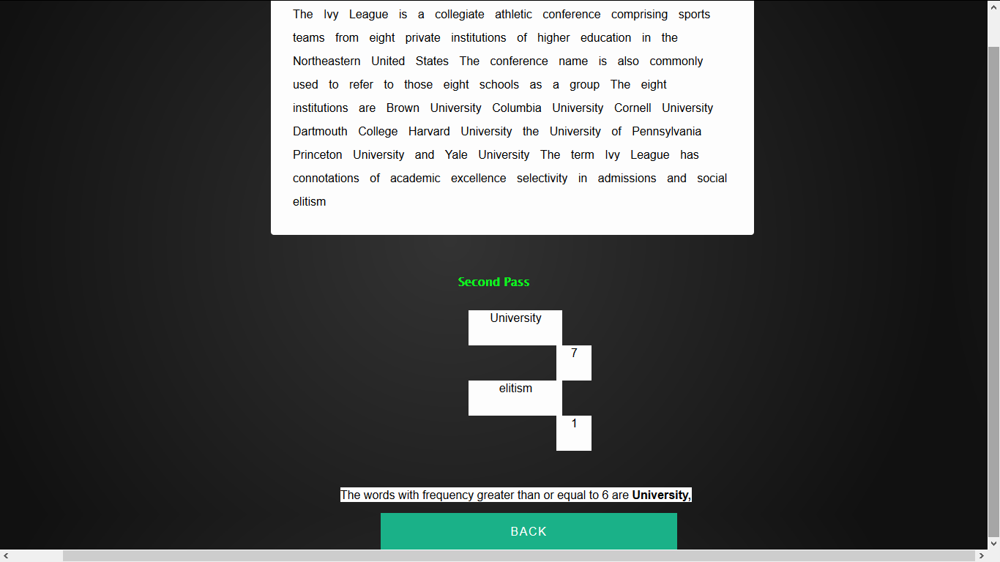 The Ivy League is a collegiate athletic conference comprising sports
teams from eight private institutions of higher education in the
Northeastern United States The conference name is also commonly
used to refer to those eight schools as a group The eight
institutions are Brown University Columbia University Cornell University
Dartmouth College Harvard University the University of Pennsylvania
Princeton University and Yale University The term Ivy League has
connotations of academic excellence selectivity in admissions and social
elitism
Second Pass
University
7
elitism
1
The words with frequency greater than or equal to 6 are University,
BACK